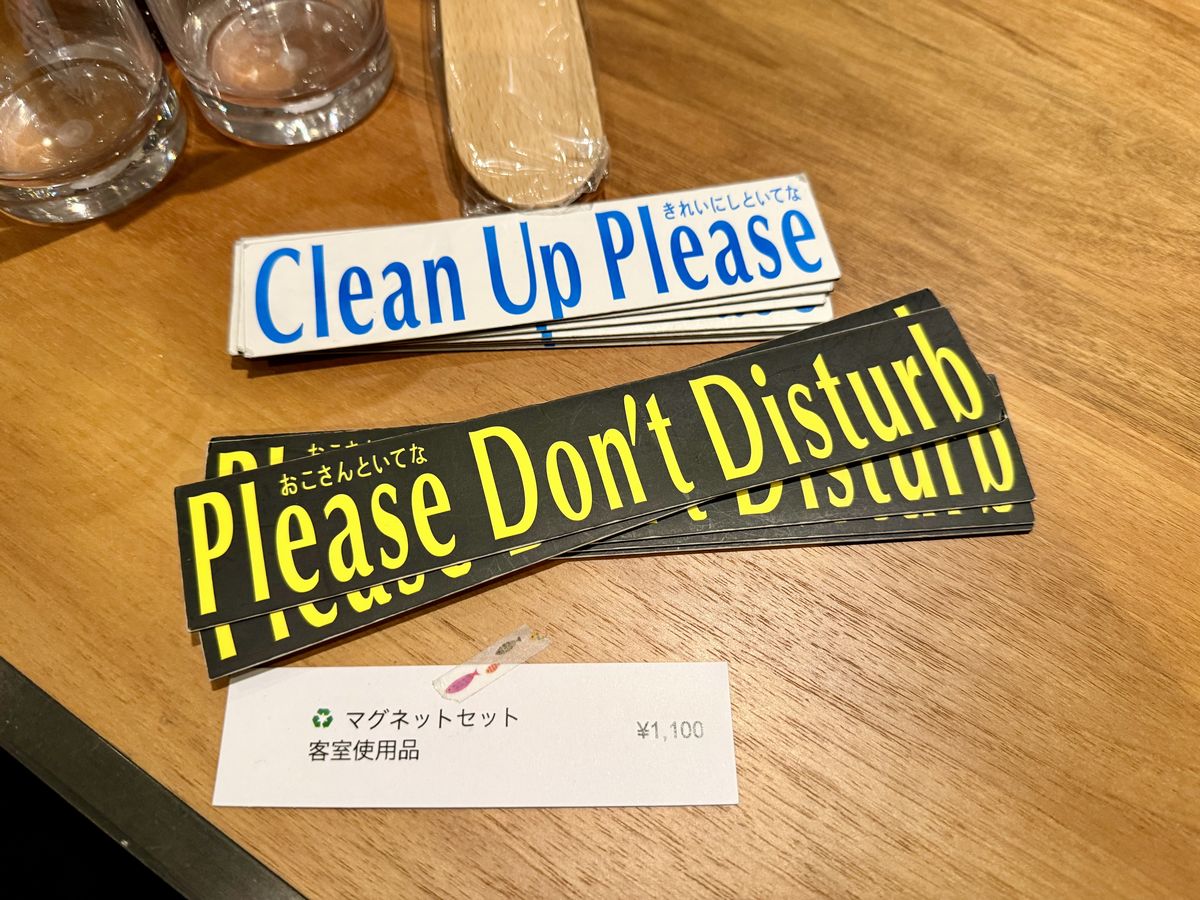 きれいにしといてな
Clean Up Please
おこさんといてな
Please Don't Disturb
♻ マグネットセット
客室使用品
¥1,100